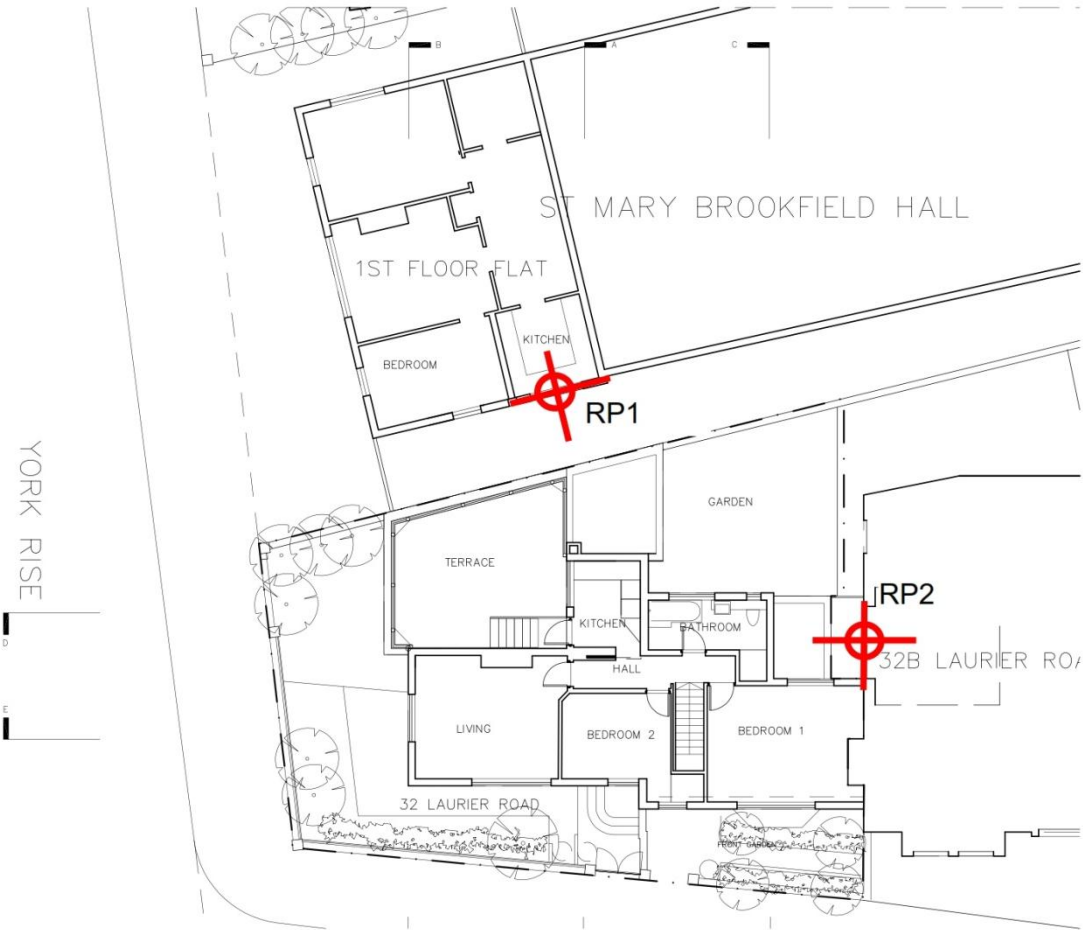 B
A
C
ST MARY BROOKFIELD HALL
1ST FLOOR FLAT
KITCHEN
BEDROOM
RP1
YORK RISE
GARDEN
TERRACE
RP2
KITCHEN
BATHROOM
32B LAURIER ROA
HALL
D
E
LIVING
BEDROOM 2
BEDROOM 1
32 LAURIER ROAD
FRONT GARDEN